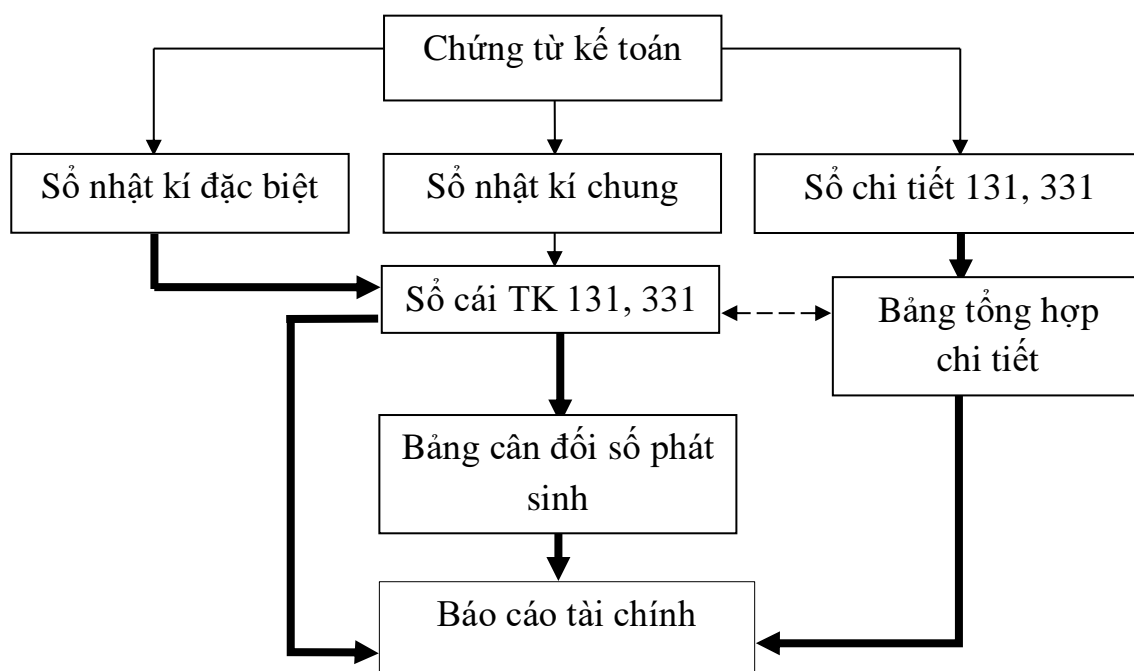 Chứng từ kế toán
Sổ nhật kí đặc biệt
Sổ nhật kí chung
Sổ chi tiết 131, 331
Sổ cái TK 131, 331
Bảng tổng hợp
chi tiết
Bảng cân đối số phát
sinh
Báo cáo tài chính